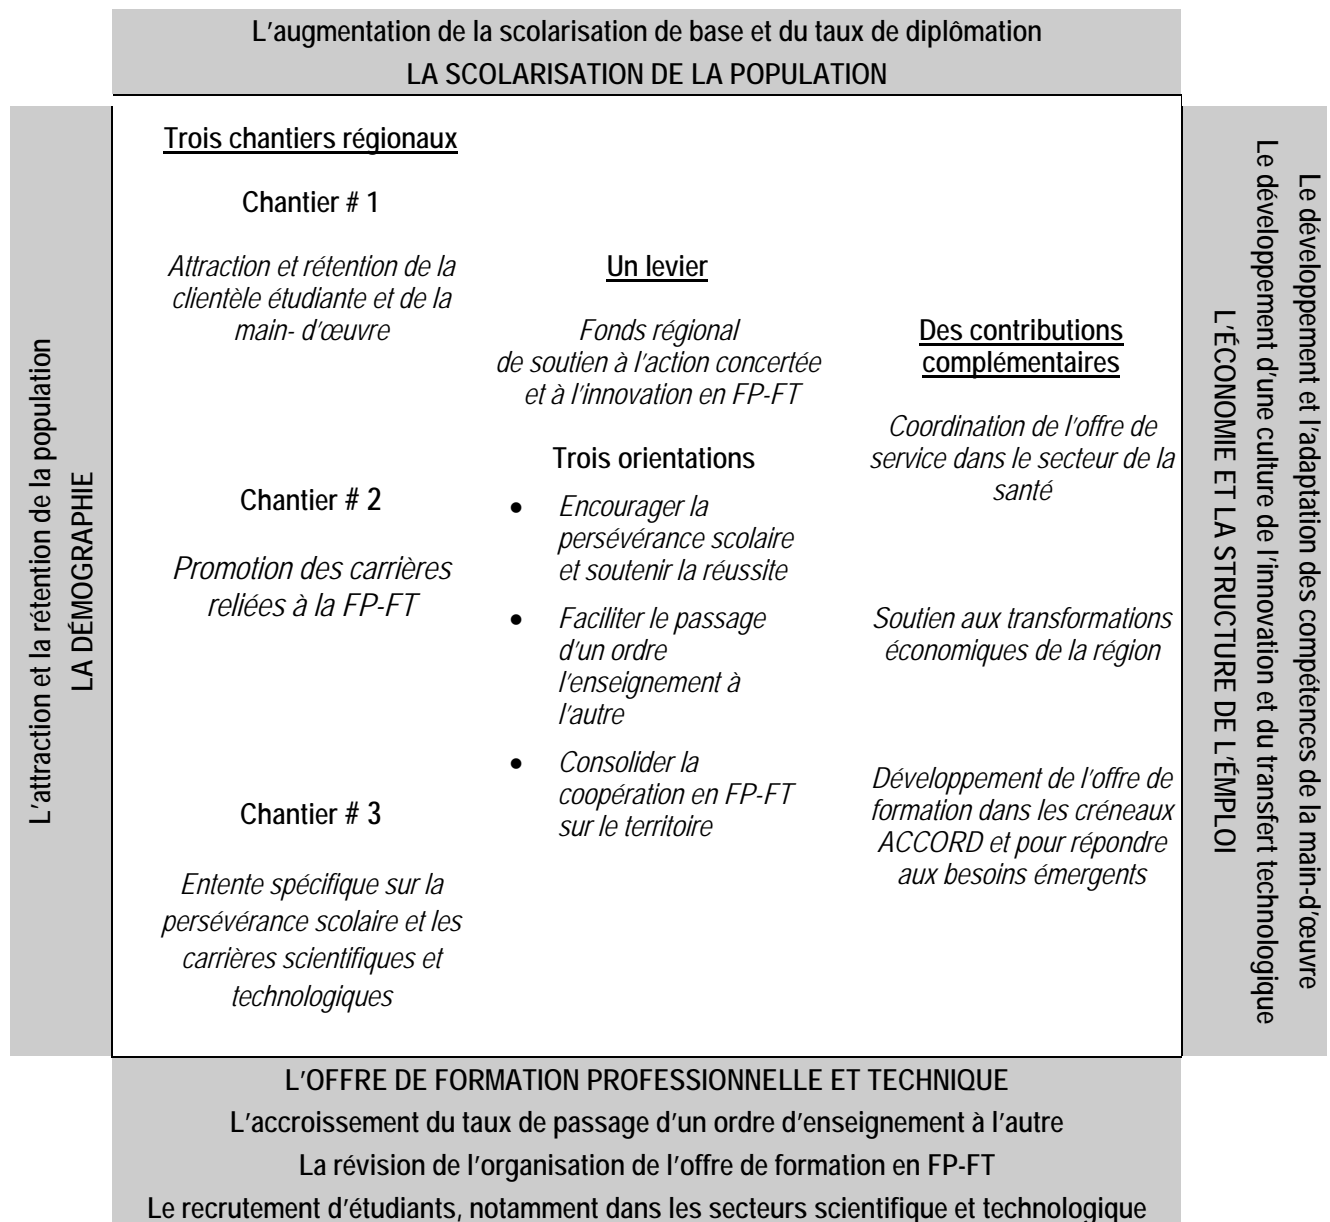 L'augmentation de la scolarisation de base et du taux de diplômation
LA SCOLARISATION DE LA POPULATION
L'attraction et la rétention de la population
LA DÉMOGRAPHIE
Trois chantiers régionaux
Chantier # 1
Attraction et rétention de la
clientèle étudiante et de la
main- d'œuvre
Chantier # 2
Promotion des carrières
reliées à la FP-FT
Chantier # 3
Entente spécifique sur la
persévérance scolaire et les
carrières scientifiques et
technologiques
Un levier
Fonds régional
de soutien à l'action concertée
et à l'innovation en FP-FT
Trois orientations
• Encourager la
persévérance scolaire
et soutenir la réussite
• Faciliter le passage
d'un ordre
l'enseignement à
l'autre
• Consolider la
coopération en FP-FT
sur le territoire
Des contributions
complémentaires
Coordination de l'offre de
service dans le secteur de la
santé
Soutien aux transformations
économiques de la région
Développement de l'offre de
formation dans les créneaux
ACCORD et pour répondre
aux besoins émergents
Le développement et l'adaptation des compétences de la main-d'œuvre
Le développement d'une culture de l'innovation et du transfert technologique
L'ÉCONOMIE ET LA STRUCTURE DE L'ÉMPLOI
L'OFFRE DE FORMATION PROFESSIONNELLE ET TECHNIQUE
L'accroissement du taux de passage d'un ordre d'enseignement à l'autre
La révision de l'organisation de l'offre de formation en FP-FT
Le recrutement d'étudiants, notamment dans les secteurs scientifique et technologique